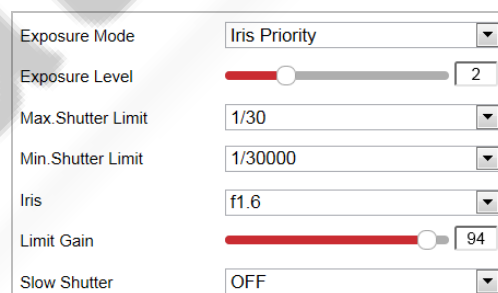 Exposure Mode Iris Priority
Exposure Level 2
Max.Shutter Limit 1/30
Min.Shutter Limit 1/30000
Iris f1.6
Limit Gain 94
Slow Shutter OFF